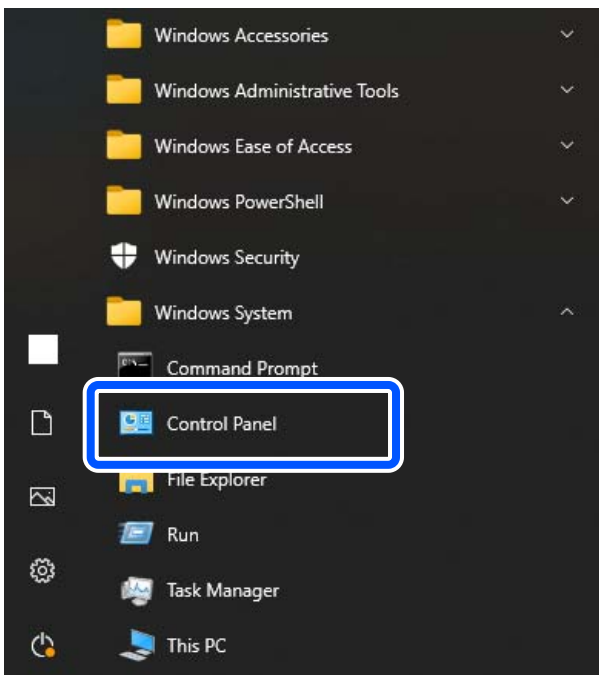 Windows Accessories
Windows Administrative Tools
Windows Ease of Access
Windows PowerShell
Windows Security
Windows System
Command Prompt
Control Panel
File Explorer
Run
Task Manager
This PC